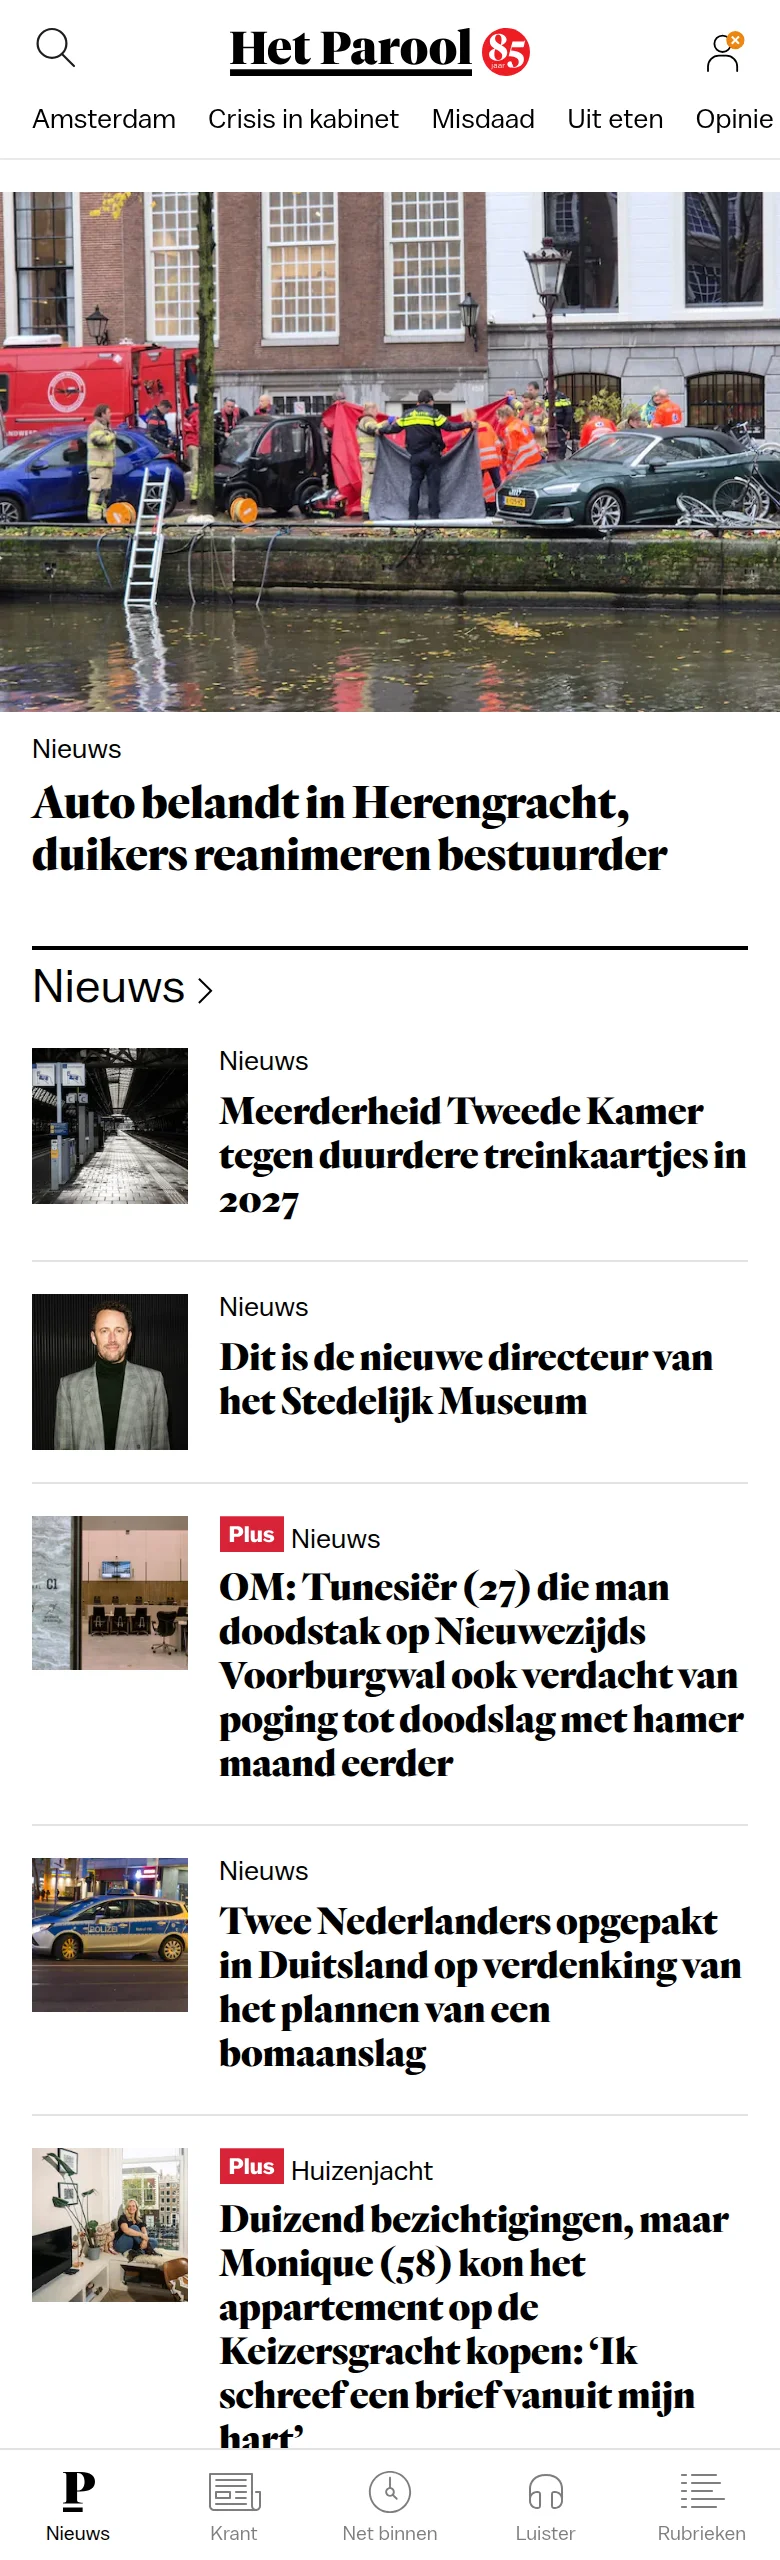 Het Parool 85 jaar
Amsterdam Crisis in kabinet Misdaad Uit eten Opinie
Nieuws
Auto belandt in Herengracht,
duikers reanimeren bestuurder
Nieuws
Nieuws
Meerderheid Tweede Kamer
tegen duurdere treinkaartjes in
2027
Nieuws
Dit is de nieuwe directeur van
het Stedelijk Museum
C1
Plus Nieuws
OM: Tunesiër (27) die man
doodstak op Nieuwezijds
Voorburgwal ook verdacht van
poging tot doodslag met hamer
maand eerder
POLIZEI
Nieuws
Twee Nederlanders opgepakt
in Duitsland op verdenking van
het plannen van een
bomaanslag
Plus Huizenjacht
Duizend bezichtigingen, maar
Monique (58) kon het
appartement op de
Keizersgracht kopen: ‘Ik
schreef een brief vanuit mijn
hart’
P
Nieuws Krant Net binnen Luister Rubrieken